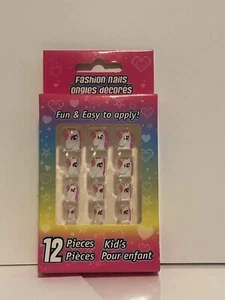 Fashion nails
ongles décorés
Fun & Easy to apply!
12 Pieces Kid's
Pièces Pour enfant